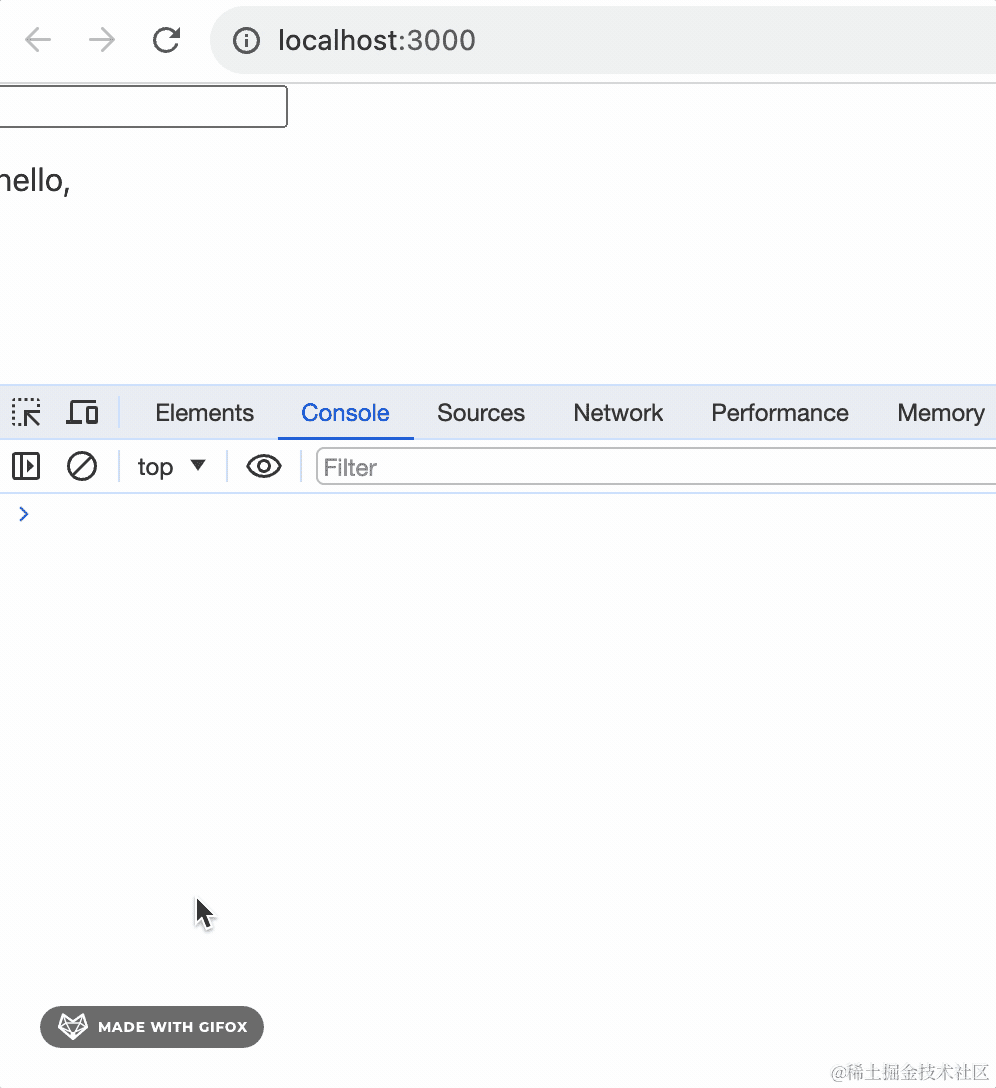 localhost:3000
hello,
Elements Console Sources Network Performance Memory
top Filter
MADE WITH GIFOX
@稀土掘金技术社区